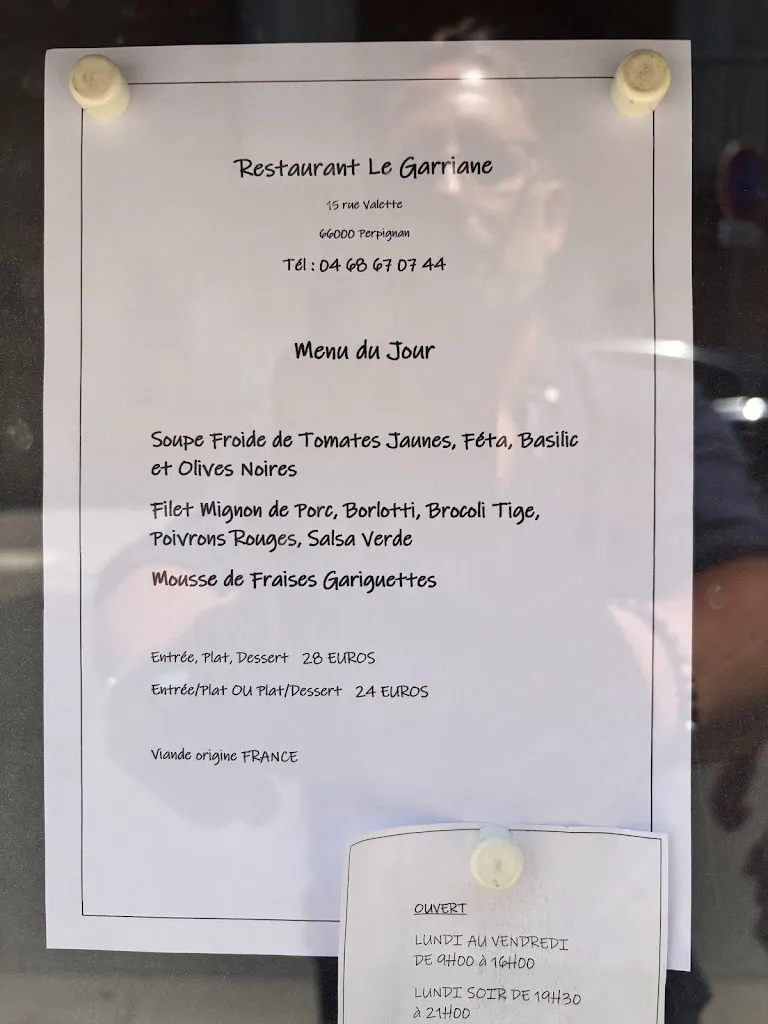 Restaurant Le Garriane
15 rue Valette
66000 Perpignan
Tél : 04 68 67 07 44
Menu du Jour
Soupe Froide de Tomates Jaunes, Féta, Basilic
et Olives Noires
Filet Mignon de Porc, Borlotti, Brocoli Tige,
Poivrons Rouges, Salsa Verde
Mousse de Fraises Gariguettes
Entrée, Plat, Dessert 28 EUROS
Entrée/Plat OU Plat/Dessert 24 EUROS
Viande origine FRANCE
OUVERT
LUNDI AU VENDREDI
DE 9H00 à 16H00
LUNDI SOIR DE 19H30
à 21H00